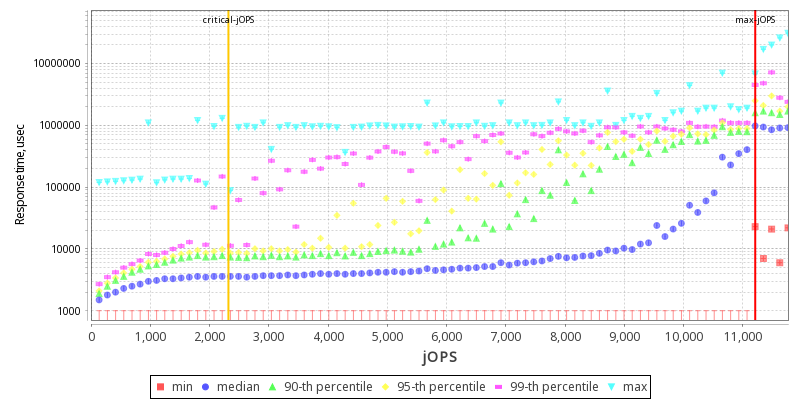 critical-jOPS max-jOPS
10000000
1000000
100000
10000
1000
Response time, usec
0 1,000 2,000 3,000 4,000 5,000 6,000 7,000 8,000 9,000 10,000 11,000
jOPS
min median 90-th percentile 95-th percentile 99-th percentile max